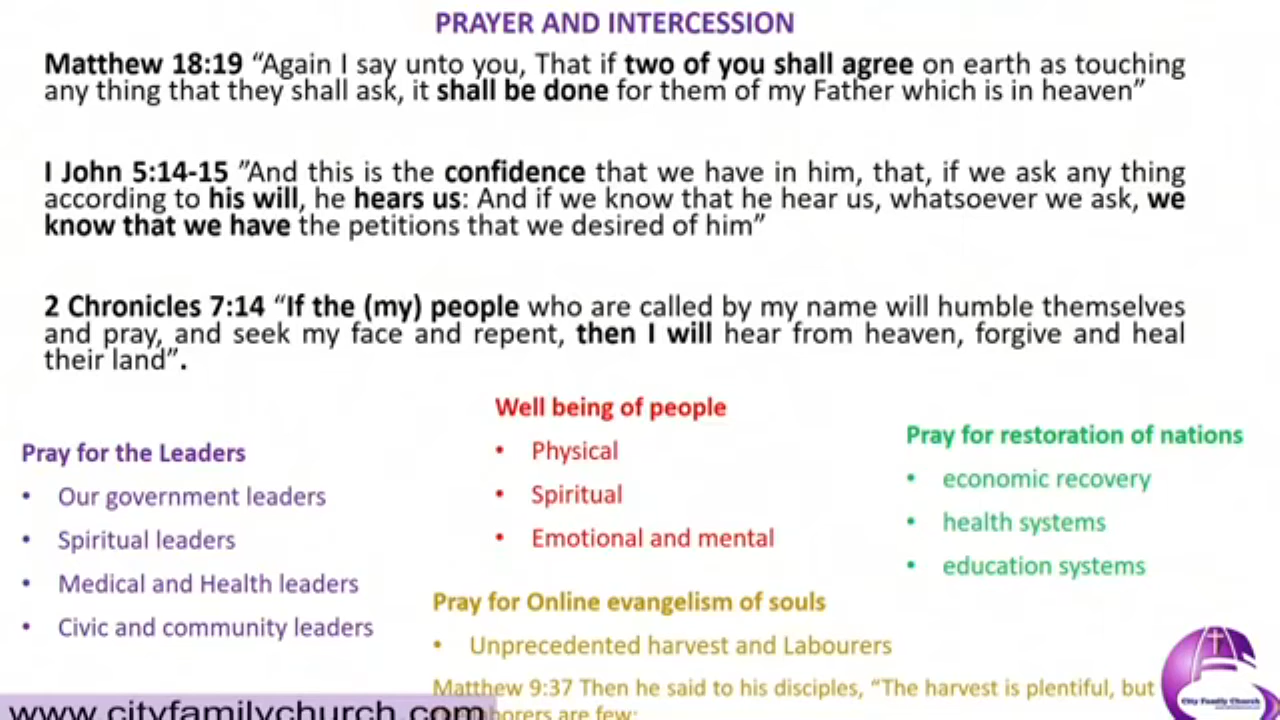 PRAYER AND INTERCESSION
Matthew 18:19 “Again I say unto you, That if two of you shall agree on earth as touching
any thing that they shall ask, it shall be done for them of my Father which is in heaven”
I John 5:14-15 ”And this is the confidence that we have in him, that, if we ask any thing
according to his will, he hears us: And if we know that he hear us, whatsoever we ask, we
know that we have the petitions that we desired of him”
2 Chronicles 7:14 “If the (my) people who are called by my name will humble themselves
and pray, and seek my face and repent, then I will hear from heaven, forgive and heal
their land”.
Pray for the Leaders
• Our government leaders
• Spiritual leaders
• Medical and Health leaders
• Civic and community leaders
Well being of people
• Physical
• Spiritual
• Emotional and mental
Pray for restoration of nations
• economic recovery
• health systems
• education systems
Pray for Online evangelism of souls
• Unprecedented harvest and Labourers
Matthew 9:37 Then he said to his disciples, “The harvest is plentiful, but
are few;
www.cityfamilychurch.com
City Family Church